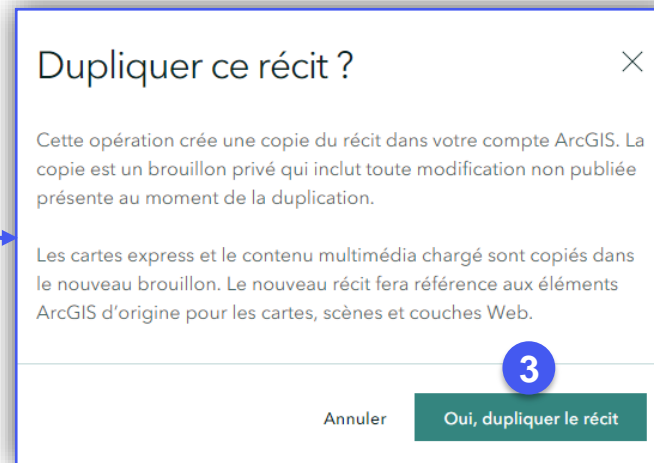 Dupliquer ce récit ?
Cette opération crée une copie du récit dans votre compte ArcGIS. La
copie est un brouillon privé qui inclut toute modification non publiée
présente au moment de la duplication.
Les cartes express et le contenu multimédia chargé sont copiés dans
le nouveau brouillon. Le nouveau récit fera référence aux éléments
ArcGIS d’origine pour les cartes, scènes et couches Web.
3
Annuler Oui, dupliquer le récit